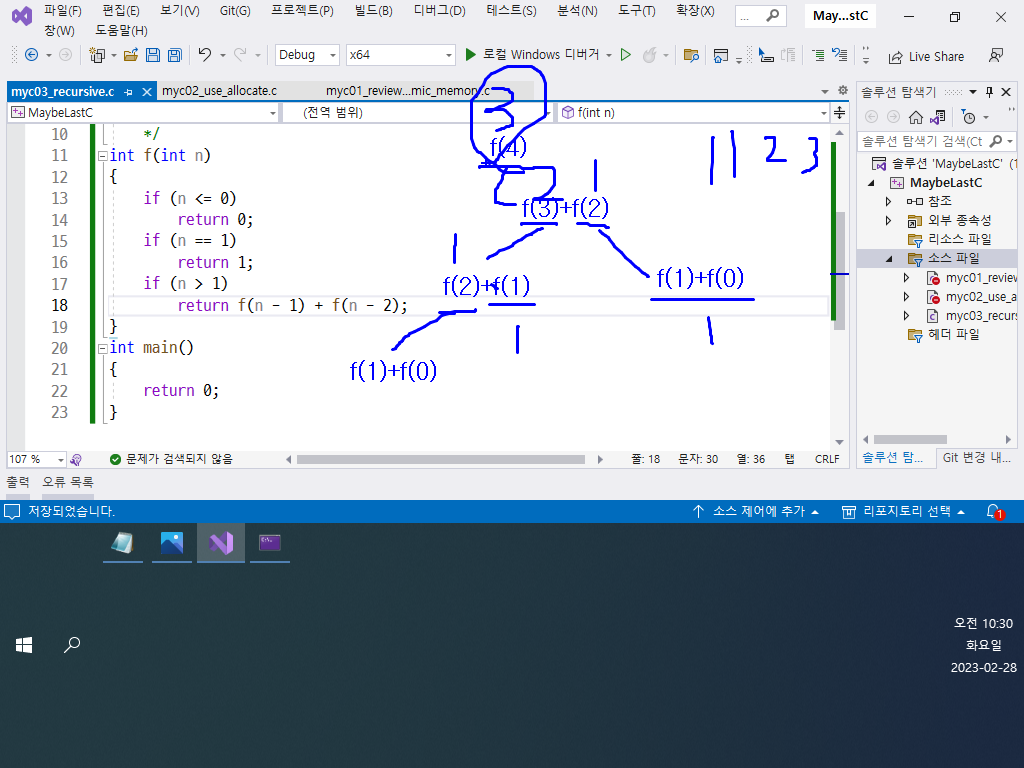 파일(F) 편집(E) 보기(V) Git(G) 프로젝트(P) 빌드(B) 디버그(D) 테스트(S) 분석(N) 도구(T) 확장(X) ... May...stC
창(W) 도움말(H)
Debug x64 로컬 Windows 디버거 Live Share
myc03_recursive.c myc02_use_allocate.c myc01_review...mic_memory.c 솔루션 탐색기
MaybeLastC (전역 범위) f(int n)
솔루션 탐색기 검색(Ct
3
10 */
11 int f(int n)
12 {
13 if (n <= 0)
14 return 0;
15 if (n == 1)
16 return 1;
17 if (n > 1)
18 return f(n - 1) + f(n - 2);
19 }
20 int main()
21 {
22 return 0;
23 }
f(4)
1 1 2 3
2 1
f(3)+f(2)
1
f(2)+f(1) f(1)+f(0)
1 1
f(1)+f(0)
솔루션 'MaybeLastC' (1
MaybeLastC
참조
외부 종속성
리소스 파일
소스 파일
myc01_review
myc02_use_a
myc03_recurs
헤더 파일
107 % 문제가 검색되지 않음 줄: 18 문자: 30 열: 36 탭 CRLF
솔루션 탐... Git 변경 내...
출력 오류 목록
저장되었습니다. 소스 제어에 추가 리포지토리 선택 1
오전 10:30
화요일
2023-02-28